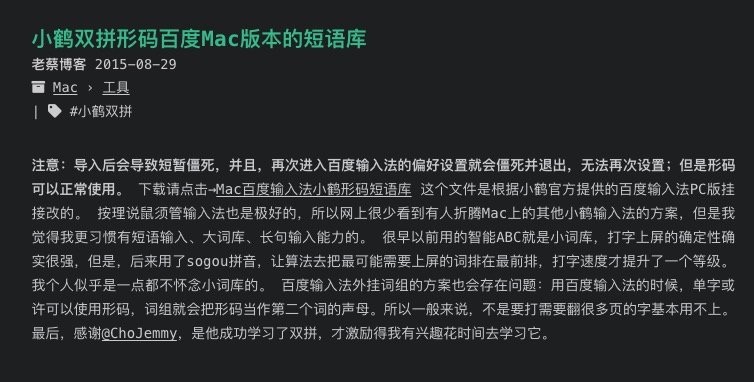 小鹤双拼形码百度Mac版本的短语库
老蔡博客 2015-08-29
Mac › 工具
| #小鹤双拼
注意：导入后会导致短暂僵死，并且，再次进入百度输入法的偏好设置就会僵死并退出，无法再次设置；但是形码
可以正常使用。 下载请点击→Mac百度输入法小鹤形码短语库 这个文件是根据小鹤官方提供的百度输入法PC版挂
接改的。 按理说鼠须管输入法也是极好的，所以网上很少看到有人折腾Mac上的其他小鹤输入法的方案，但是我
觉得我更习惯有短语输入、大词库、长句输入能力的。 很早以前用的智能ABC就是小词库，打字上屏的确定性确
实很强，但是，后来用了sogou拼音，让算法去把最可能需要上屏的词排在最前排，打字速度才提升了一个等级。
我个人似乎是一点都不怀念小词库的。 百度输入法外挂词组的方案也会存在问题：用百度输入法的时候，单字或
许可以使用形码，词组就会把形码当作第二个词的声母。所以一般来说，不是要打需要翻很多页的字基本用不上。
最后，感谢@ChoJemmy，是他成功学习了双拼，才激励得我有兴趣花时间去学习它。